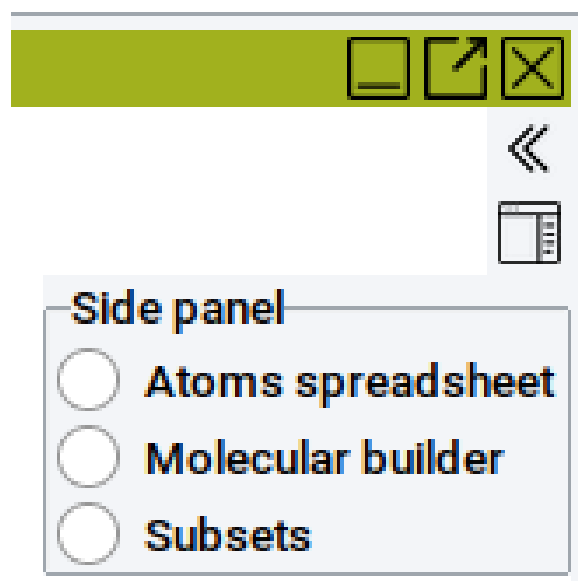 Side panel
Atoms spreadsheet
Molecular builder
Subsets